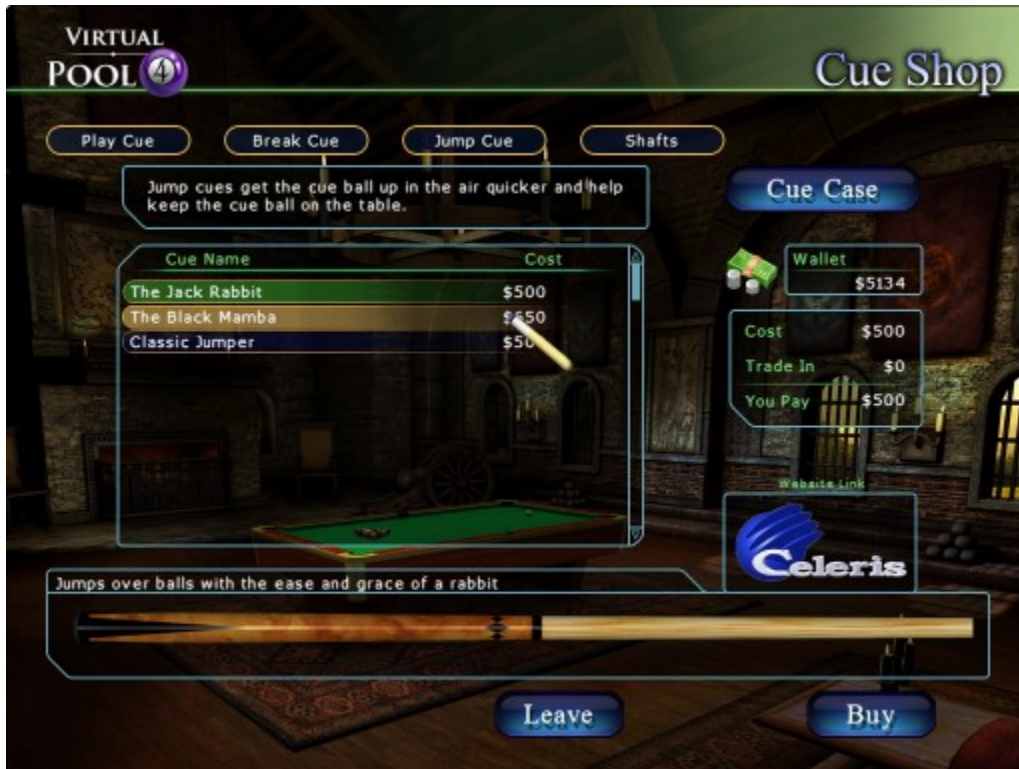 VIRTUAL
POOL 4
Cue Shop
Play Cue
Break Cue
Jump Cue
Shafts
Jump cues get the cue ball up in the air quicker and help
keep the cue ball on the table.
Cue Case
Cue Name Cost
The Jack Rabbit $500
The Black Mamba
Classic Jumper
Wallet
$5134
Cost $500
Trade In $0
You Pay $500
Website Link
Celeris
Jumps over balls with the ease and grace of a rabbit
Leave
Buy